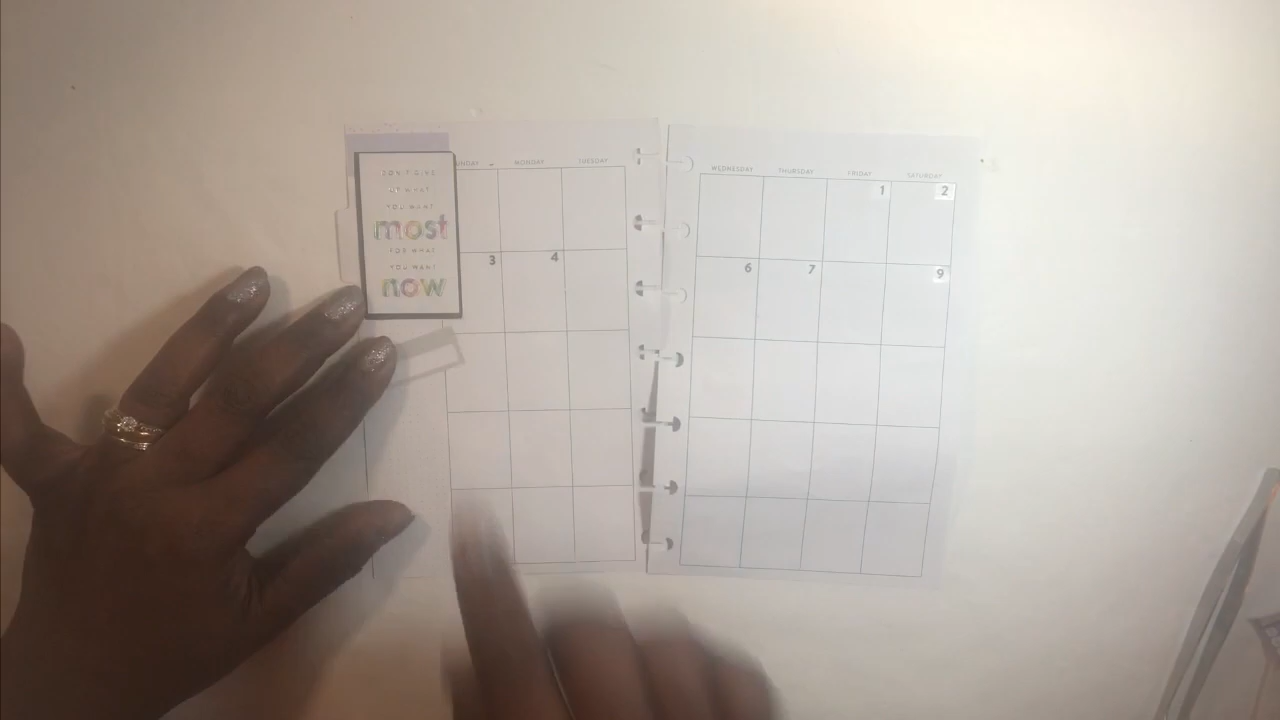 DON'T GIVE
UP WHAT
YOU WANT
most
FOR WHAT
YOU WANT
now
MONDAY
TUESDAY
3
4
WEDNESDAY
THURSDAY
FRIDAY
SATURDAY
1
2
6
7
9